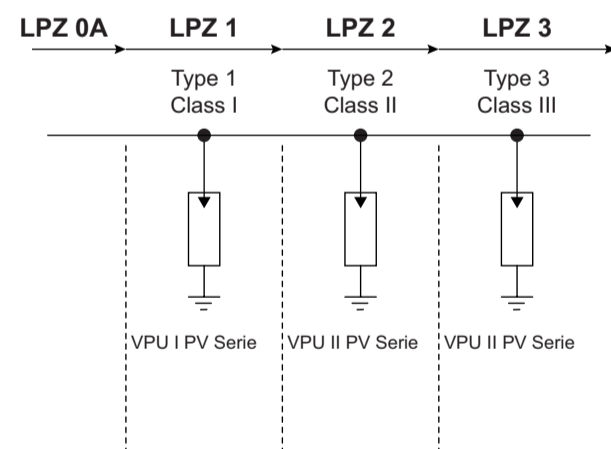 LPZ 0A LPZ 1 LPZ 2 LPZ 3
Type 1 Type 2 Type 3
Class I Class II Class III
VPU I PV Serie VPU II PV Serie VPU II PV Serie